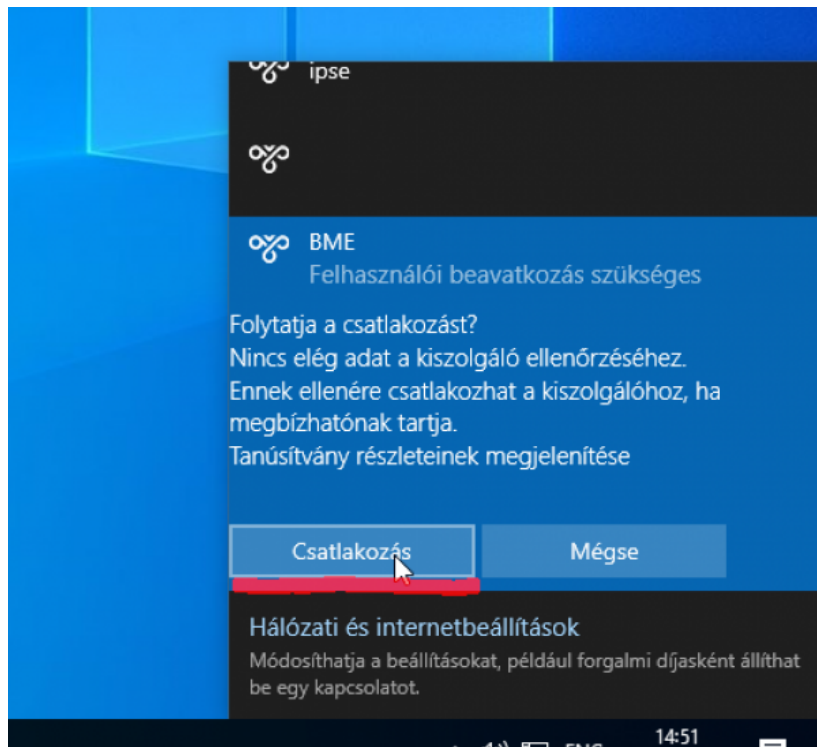 ipse
BME
Felhasználói beavatkozás szükséges
Folytatja a csatlakozást?
Nincs elég adat a kiszolgáló ellenőrzéséhez.
Ennek ellenére csatlakozhat a kiszolgálóhoz, ha
megbízhatónak tartja.
Tanúsítvány részleteinek megjelenítése
Csatlakozás Mégse
Hálózati és internetbeállítások
Módosíthatja a beállításokat, például forgalmi díjasként állíthat
be egy kapcsolatot.
14:51